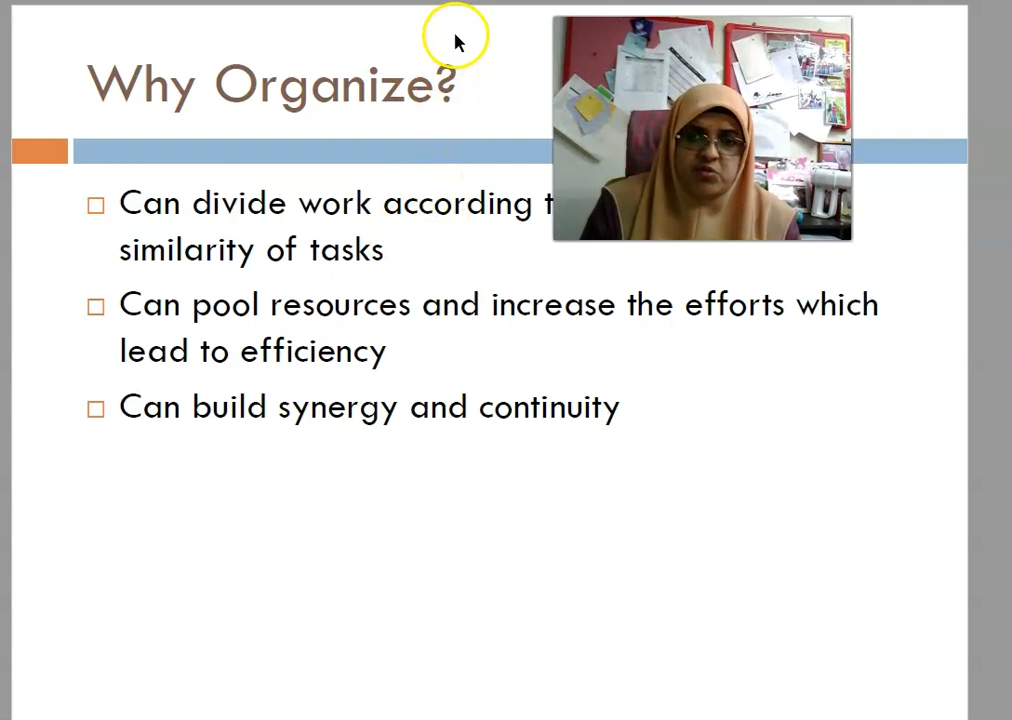 Why Organize?
Can divide work according t
similarity of tasks
Can pool resources and increase the efforts which
lead to efficiency
Can build synergy and continuity